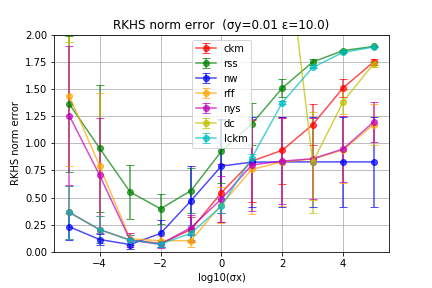 RKHS norm error (σy=0.01 ε=10.0)
2.00
1.75
1.50
1.25
1.00
0.75
0.50
0.25
0.00
RKHS norm error
ckm
rss
nw
rff
nys
dc
lckm
−4
−2
0
2
4
log10(σx)